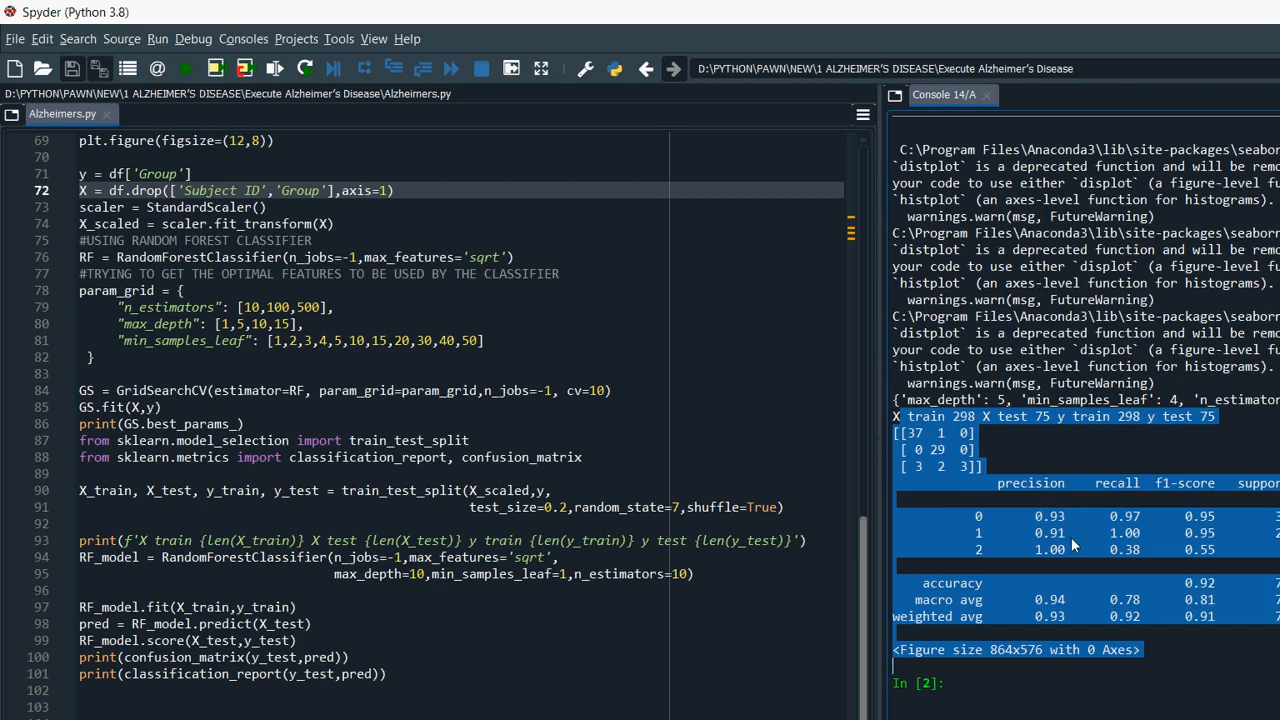 Spyder (Python 3.8)
File Edit Search Source Run Debug Consoles Projects Tools View Help
D:\PYTHON\PAWN\NEW\1 ALZHEIMER'S DISEASE\Execute Alzheimer's Disease
D:\PYTHON\PAWN\NEW\1 ALZHEIMER'S DISEASE\Execute Alzheimer's Disease\Alzheimers.py
Alzheimers.py
69 plt.figure(figsize=(12,8))
70
71 y = df['Group']
72 X = df.drop(['Subject ID','Group'],axis=1)
73 scaler = StandardScaler()
74 X_scaled = scaler.fit_transform(X)
75 #USING RANDOM FOREST CLASSIFIER
76 RF = RandomForestClassifier(n_jobs=-1,max_features='sqrt')
77 #TRYING TO GET THE OPTIMAL FEATURES TO BE USED BY THE CLASSIFIER
78 param_grid = {
79 "n_estimators": [10,100,500],
80 "max_depth": [1,5,10,15],
81 "min_samples_leaf": [1,2,3,4,5,10,15,20,30,40,50]
82 }
83
84 GS = GridSearchCV(estimator=RF, param_grid=param_grid,n_jobs=-1, cv=10)
85 GS.fit(X,y)
86 print(GS.best_params_)
87 from sklearn.model_selection import train_test_split
88 from sklearn.metrics import classification_report, confusion_matrix
89
90 X_train, X_test, y_train, y_test = train_test_split(X_scaled,y,
91 test_size=0.2,random_state=7,shuffle=True)
92
93 print(f'X train {len(X_train)} X test {len(X_test)} y train {len(y_train)} y test {len(y_test)}')
94 RF_model = RandomForestClassifier(n_jobs=-1,max_features='sqrt',
95 max_depth=10,min_samples_leaf=1,n_estimators=10)
96
97 RF_model.fit(X_train,y_train)
98 pred = RF_model.predict(X_test)
99 RF_model.score(X_test,y_test)
100 print(confusion_matrix(y_test,pred))
101 print(classification_report(y_test,pred))
102
103
Console 14/A
C:\Program Files\Anaconda3\lib\site-packages\seabor
`distplot` is a deprecated function and will be remo
your code to use either `displot` (a figure-level fu
`histplot` (an axes-level function for histograms).
warnings.warn(msg, FutureWarning)
C:\Program Files\Anaconda3\lib\site-packages\seaborn
`distplot` is a deprecated function and will be remo
your code to use either `displot` (a figure-level fu
`histplot` (an axes-level function for histograms).
warnings.warn(msg, FutureWarning)
C:\Program Files\Anaconda3\lib\site-packages\seaborn
`distplot` is a deprecated function and will be remo
your code to use either `displot` (a figure-level fu
`histplot` (an axes-level function for histograms).
warnings.warn(msg, FutureWarning)
{'max_depth': 5, 'min_samples_leaf': 4, 'n_estimator
X train 298 X test 75 y train 298 y test 75
[[37 1 0]
[ 0 29 0]
[ 3 2 3]]
precision recall f1-score suppo
0 0.93 0.97 0.95 3
1 0.91 1.00 0.95 2
2 1.00 0.38 0.55
accuracy 0.92 7
macro avg 0.94 0.78 0.81 7
weighted avg 0.93 0.92 0.91 7
<Figure size 864x576 with 0 Axes>
In [2]: